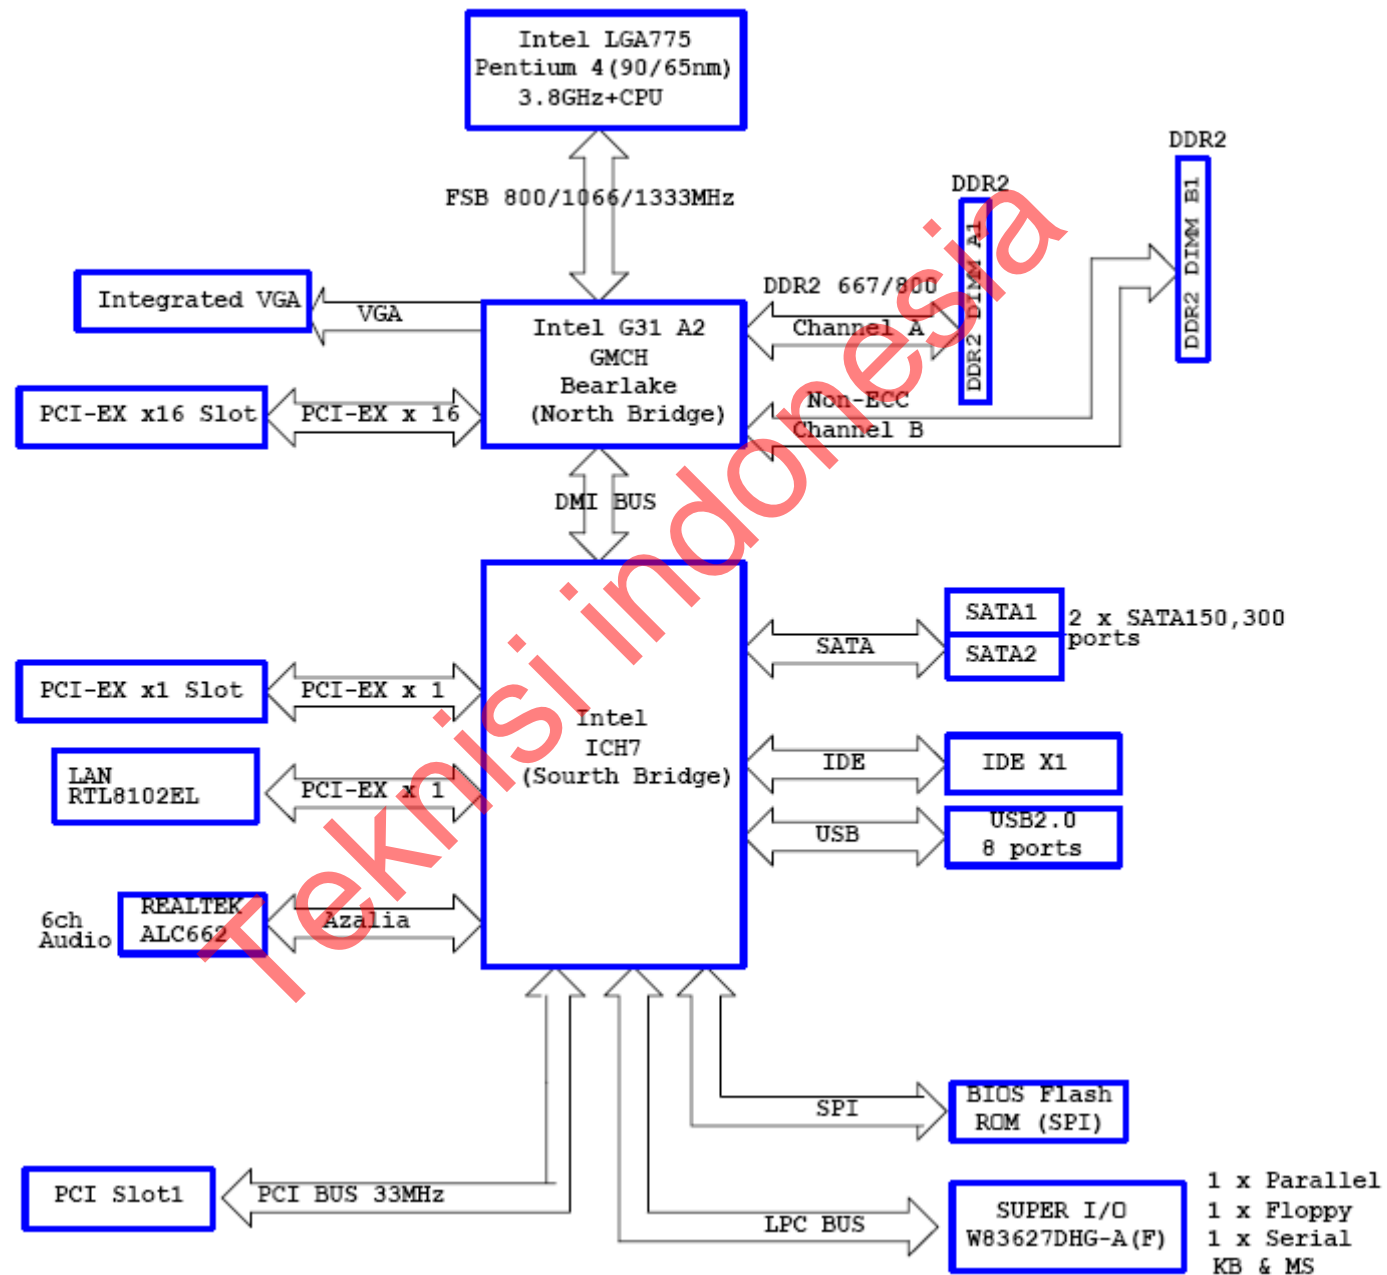 Intel LGA775
Pentium 4(90/65nm)
3.8GHz+CPU
FSB 800/1066/1333MHz
DDR2
DDR2 DIMM B1
DDR2
DDR2 DIMM A1
Integrated VGA
VGA
Intel G31 A2
GMCH
Bearlake
(North Bridge)
DDR2 667/800
Channel A
PCI-EX x16 Slot
PCI-EX x 16
Non-ECC
Channel B
DMI BUS
SATA1
SATA2
2 x SATA150,300
ports
SATA
PCI-EX x1 Slot
PCI-EX x 1
Intel
ICH7
(Sourth Bridge)
IDE
IDE X1
LAN
RTL8102EL
PCI-EX x 1
USB
USB2.0
8 ports
6ch
Audio
REALTEK
ALC662
Azalia
SPI
BIOS Flash
ROM (SPI)
PCI Slot1
PCI BUS 33MHz
LPC BUS
SUPER I/O
W83627DHG-A(F)
1 x Parallel
1 x Floppy
1 x Serial
KB & MS
Teknisi indonesia